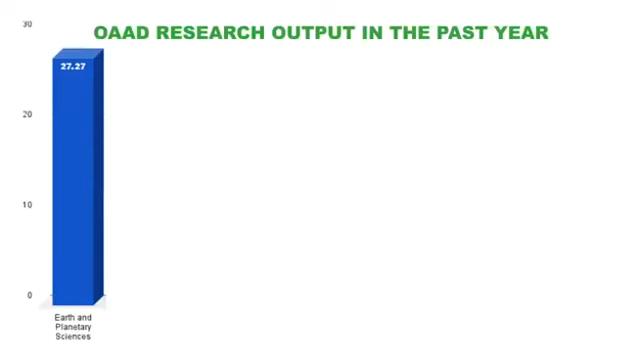 OAAD RESEARCH OUTPUT IN THE PAST YEAR
30
20
10
0
27.27
Earth and
Planetary
Sciences